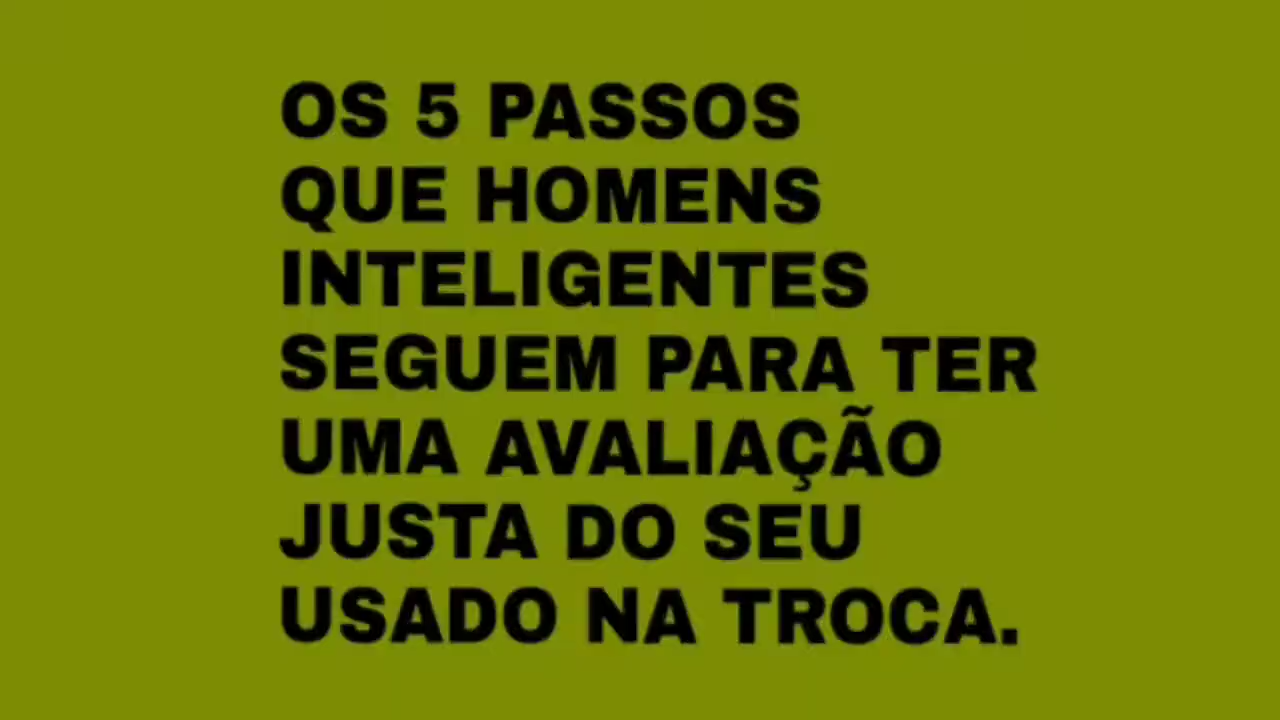 OS 5 PASSOS
QUE HOMENS
INTELIGENTES
SEGUEM PARA TER
UMA AVALIAÇÃO
JUSTA DO SEU
USADO NA TROCA.